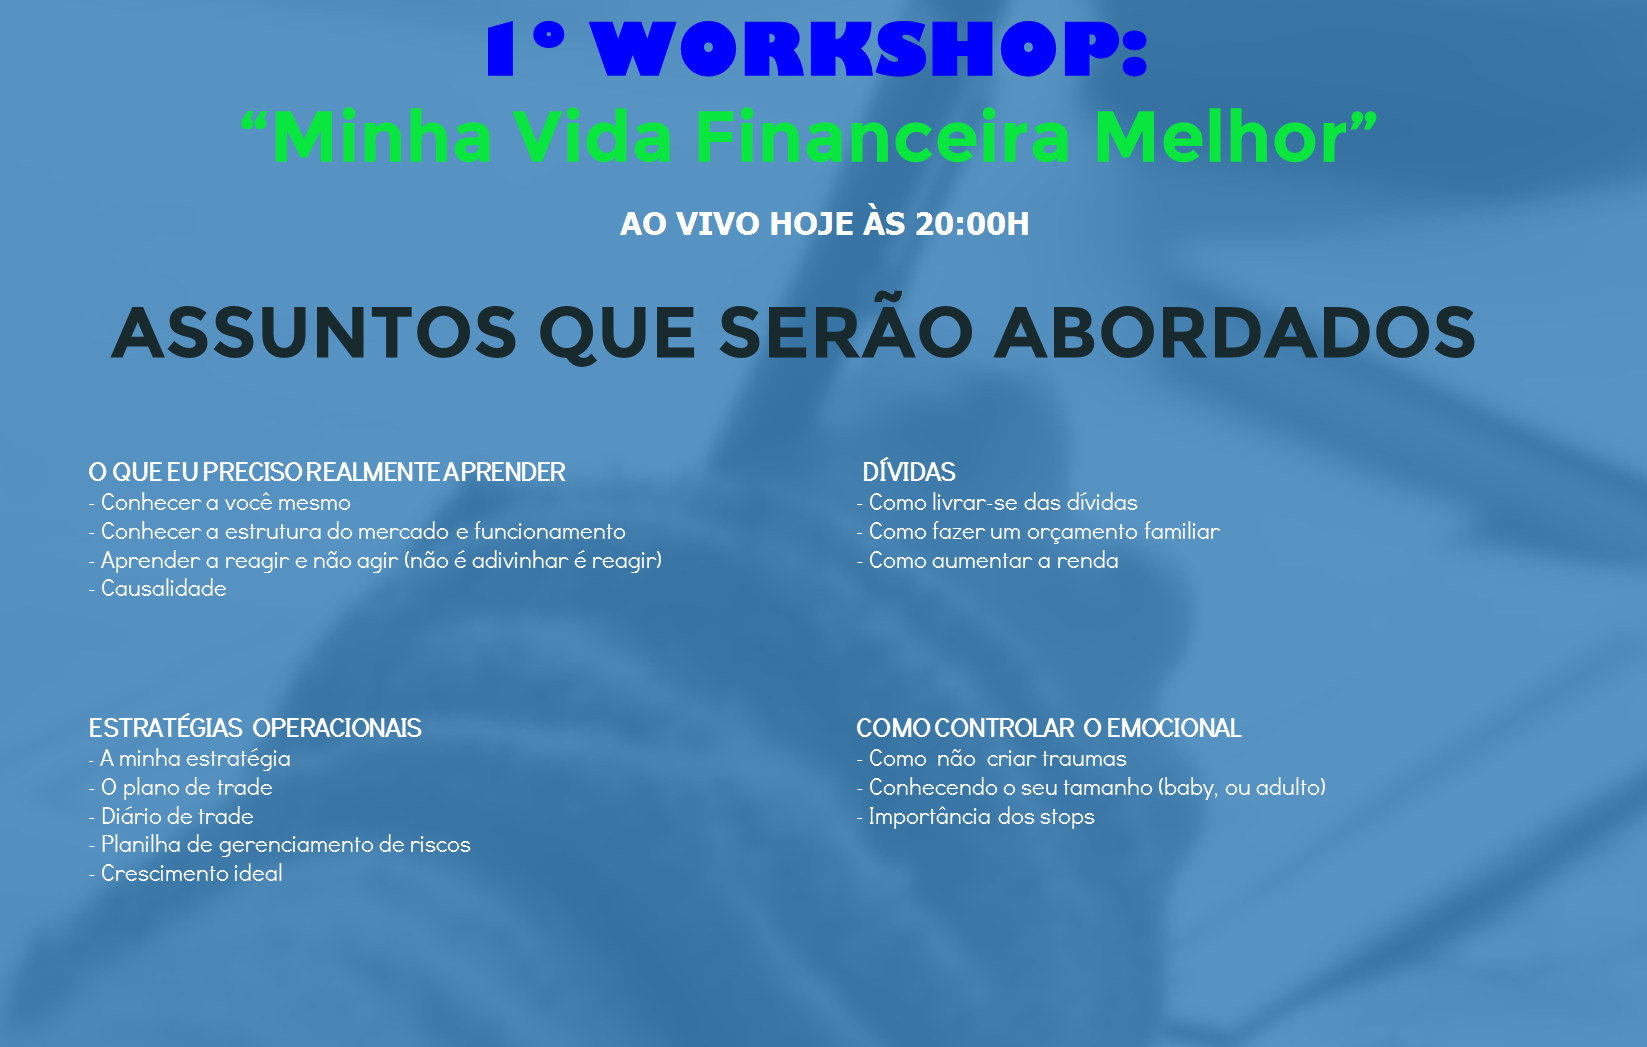 1° WORKSHOP:
“Minha Vida Financeira Melhor”
AO VIVO HOJE ÀS 20:00H
ASSUNTOS QUE SERÃO ABORDADOS
O QUE EU PRECISO REALMENTE APRENDER
- Conhecer a você mesmo
- Conhecer a estrutura do mercado e funcionamento
- Aprender a reagir e não agir (não é adivinhar é reagir)
- Causalidade
DÍVIDAS
- Como livrar-se das dívidas
- Como fazer um orçamento familiar
- Como aumentar a renda
ESTRATÉGIAS OPERACIONAIS
- A minha estratégia
- O plano de trade
- Diário de trade
- Planilha de gerenciamento de riscos
- Crescimento ideal
COMO CONTROLAR O EMOCIONAL
- Como não criar traumas
- Conhecendo o seu tamanho (baby, ou adulto)
- Importância dos stops